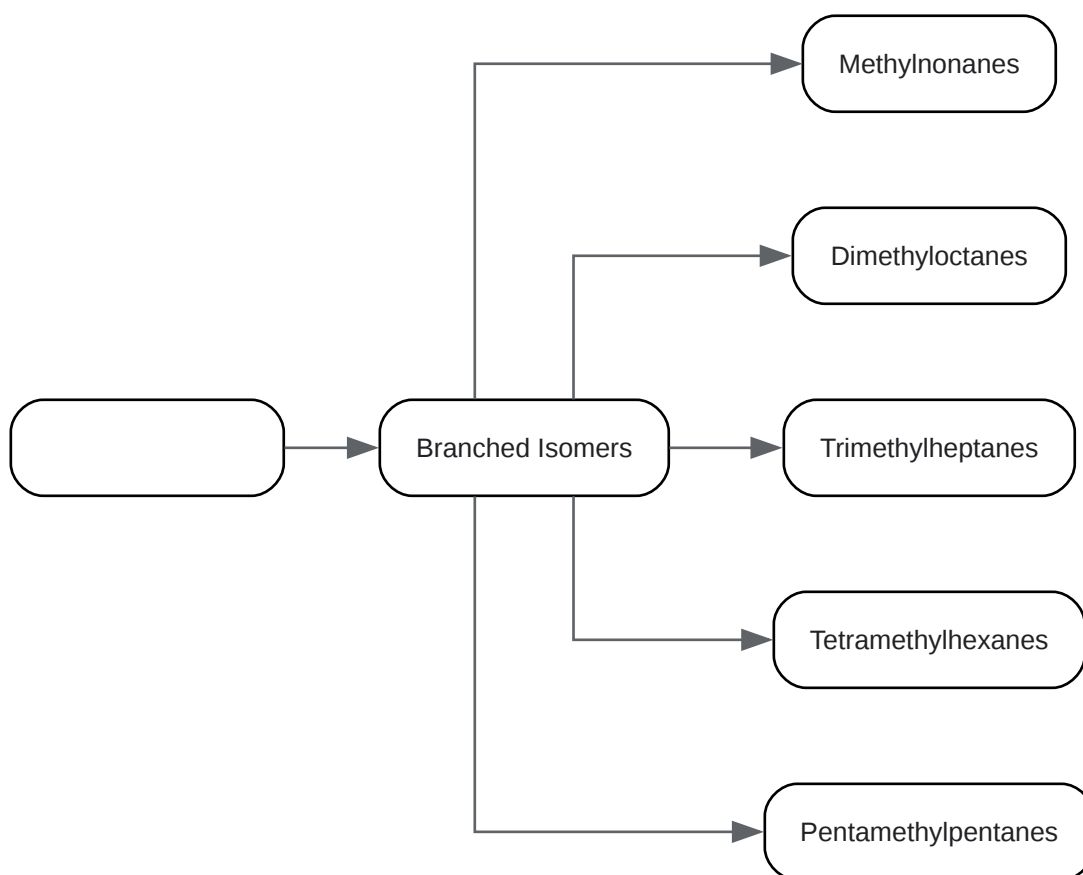 Methylnonanes
Dimethyloctanes
Branched Isomers
Trimethylheptanes
Tetramethylhexanes
Pentamethylpentanes